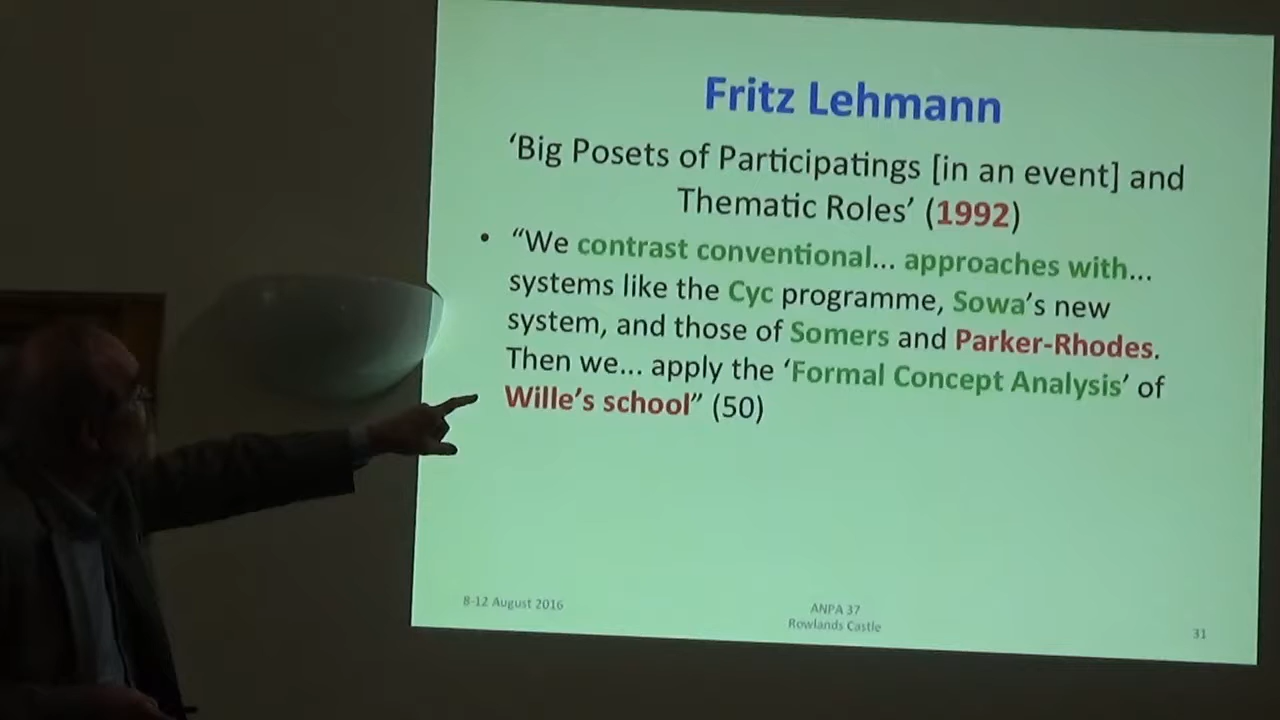 Fritz Lehmann
‘Big Posets of Participatings [in an event] and
Thematic Roles’ (1992)
• “We contrast conventional... approaches with...
systems like the Cyc programme, Sowa’s new
system, and those of Somers and Parker-Rhodes.
Then we... apply the ‘Formal Concept Analysis’ of
Wille’s school” (50)
8-12 August 2016
ANPA 37
Rowlands Castle
31